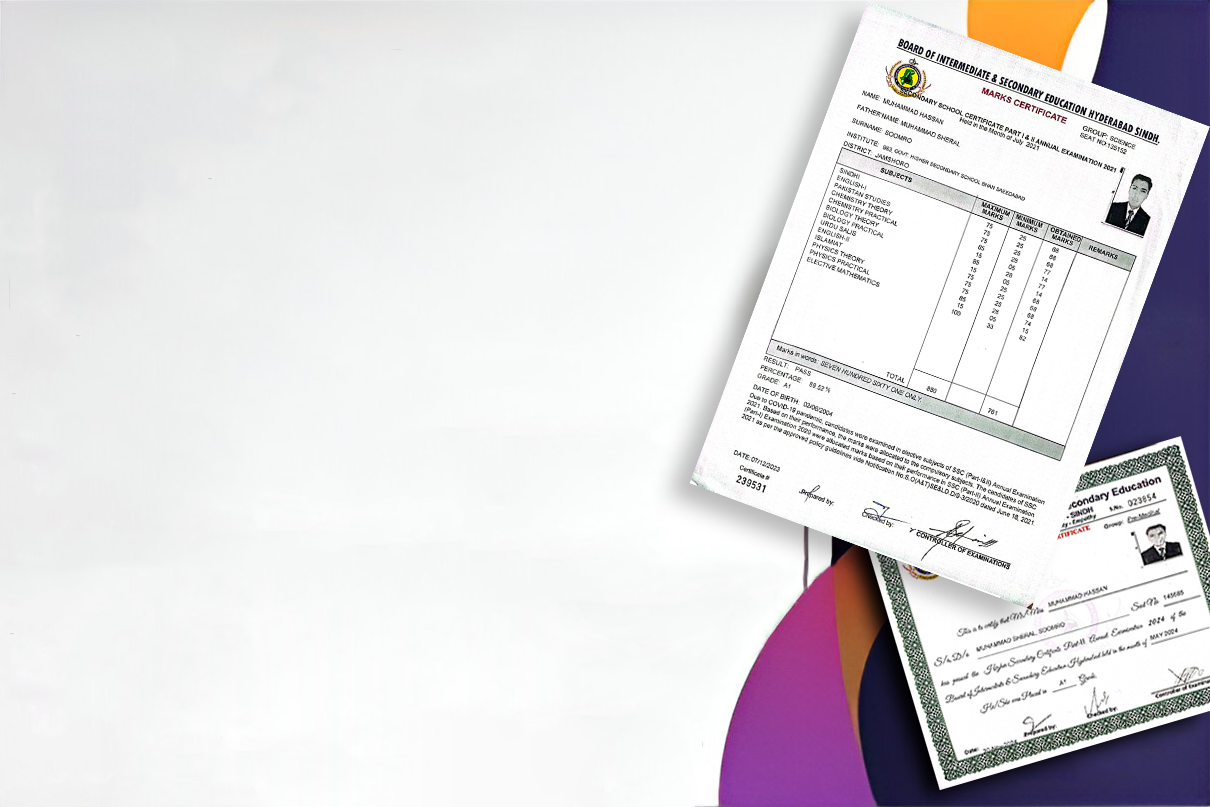 BOARD OF INTERMEDIATE & SECONDARY EDUCATION HYDERABAD SINDH.
MARKS CERTIFICATE
SECONDARY SCHOOL CERTIFICATE PART I & II ANNUAL EXAMINATION 2021
Held in the Month of July 2021
GROUP: SCIENCE
SEAT NO:135152
NAME: MUHAMMAD HASSAN
FATHER'NAME: MUHAMMAD SHERAL
SURNAME: SOOMRO
INSTITUTE: GOVT: HIGHER SECONDARY SCHOOL BHAN SAEEDABAD
DISTRICT: JAMSHORO
SUBJECTS MAXIMUM MARKS MINIMUM MARKS OBTAINED MARKS REMARKS
SINDHI 75 25 68
ENGLISH-I 75 25 68
PAKISTAN STUDIES 75 25 68
CHEMISTRY THEORY 85 28 77
CHEMISTRY PRACTICAL 15 05 14
BIOLOGY THEORY 85 28 77
BIOLOGY PRACTICAL 15 05 14
URDU SALIS 75 25 68
ENGLISH-II 75 25 68
ISLAMIAT 75 25 68
PHYSICS THEORY 85 28 74
PHYSICS PRACTICAL 15 05 15
ELECTIVE MATHEMATICS 100 33 82
TOTAL 850 761
Marks in words: SEVEN HUNDRED SIXTY ONE ONLY
RESULT: PASS
PERCENTAGE: 89.52 %
GRADE: A1
DATE OF BIRTH 02/06/2004
Due to COVID-19 pandemic, candidates were examined in elective subjects of SSC (Part-I&II) Annual Examination
2021. Based on their performance, the marks were allocated to the compulsory subjects. The candidates of SSC
(Part-I) Examination 2020 were allocated marks based on their performance in SSC (Part-II) Annual Examination
2021 as per the approved policy guidelines vide Notification No.S.O(A&T)SE&LD.D/9-3/2020 Dated June 18, 2021.
DATE:07/12/2023
Certificate #
239531
Prepared by:
Checked by:
CONTROLLER OF EXAMINATIONS
condary Education
- SINDH
S.No. 023854
ty - Empathy
TIFICATE
Group: Pre-Medical
This is to certify that Mr/Miss MUHAMMAD HASSAN
S/o, D/o MUHAMMAD SHERAL, SOOMRO Seat No. 145685
has passed the Higher Secondary Certificate Part-II Annual Examination 2024 of the
Board of Intermediate & Secondary Education Hyderabad held in the month of MAY 2024
He/She was Placed in A1 Grade.
Prepared by:
Checked by:
Controller of Examina
Date: